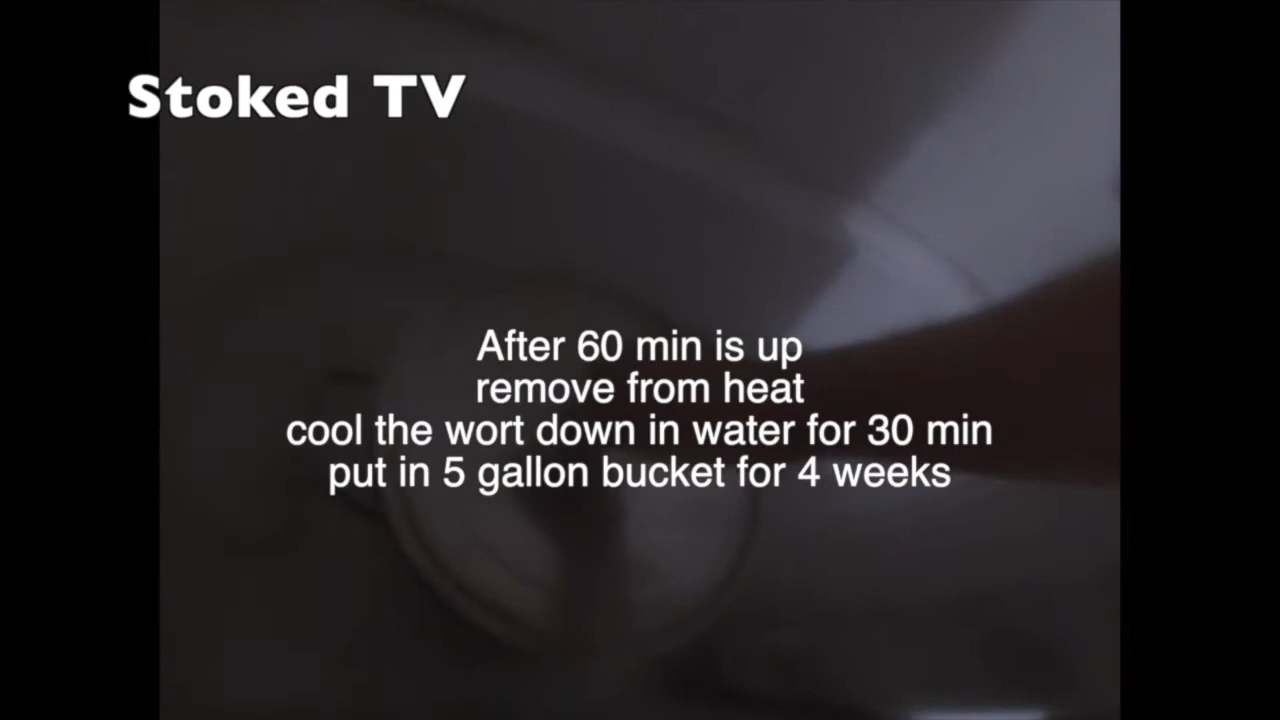 Stoked TV
After 60 min is up
remove from heat
cool the wort down in water for 30 min
put in 5 gallon bucket for 4 weeks